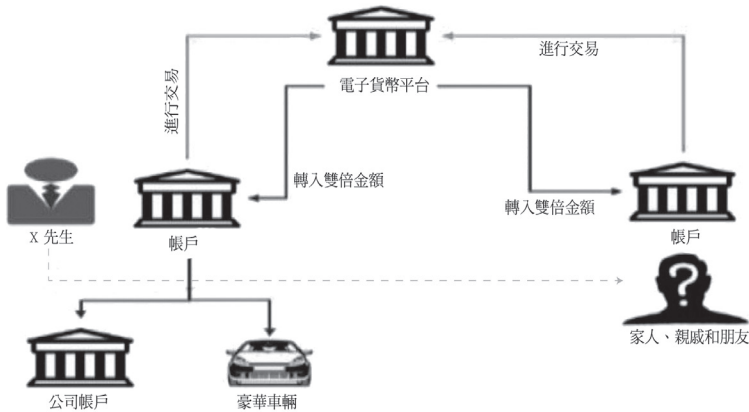 進行交易
電子貨幣平台
進行交易
轉入雙倍金額
轉入雙倍金額
X 先生
帳戶
帳戶
?
家人、親戚和朋友
公司帳戶
豪華車輛